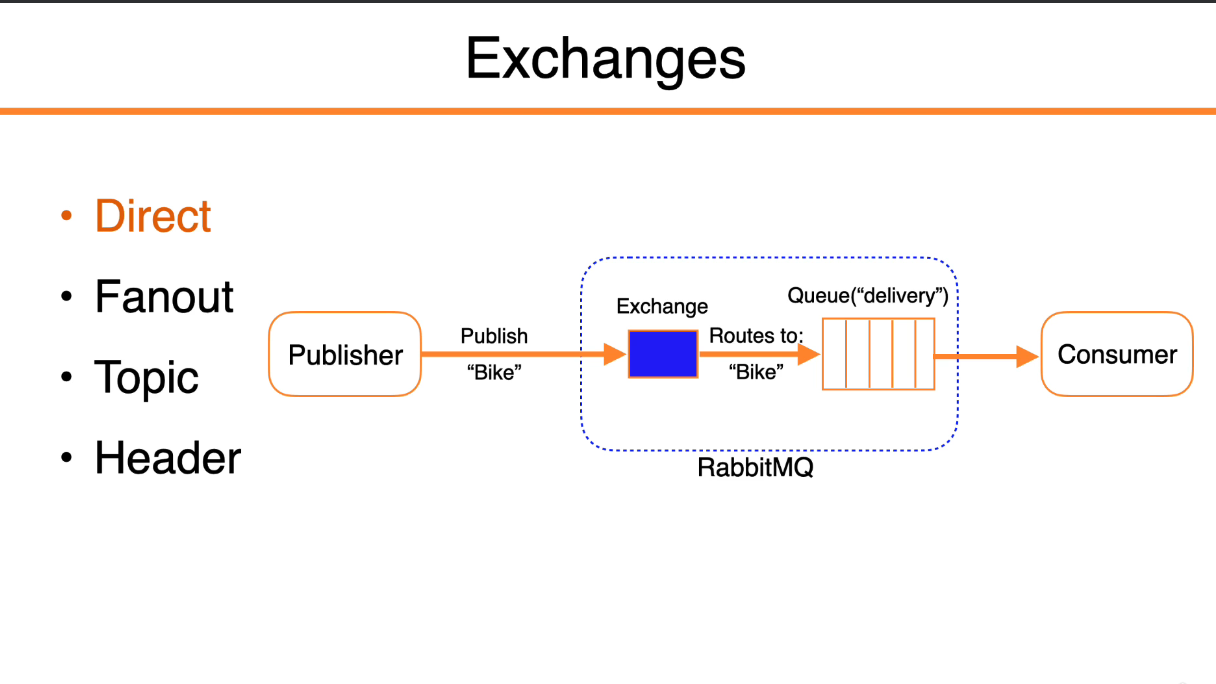 Exchanges
• Direct
• Fanout
• Topic
• Header
Publisher
Publish
“Bike”
Exchange
Routes to:
“Bike”
Queue(“delivery”)
Consumer
RabbitMQ